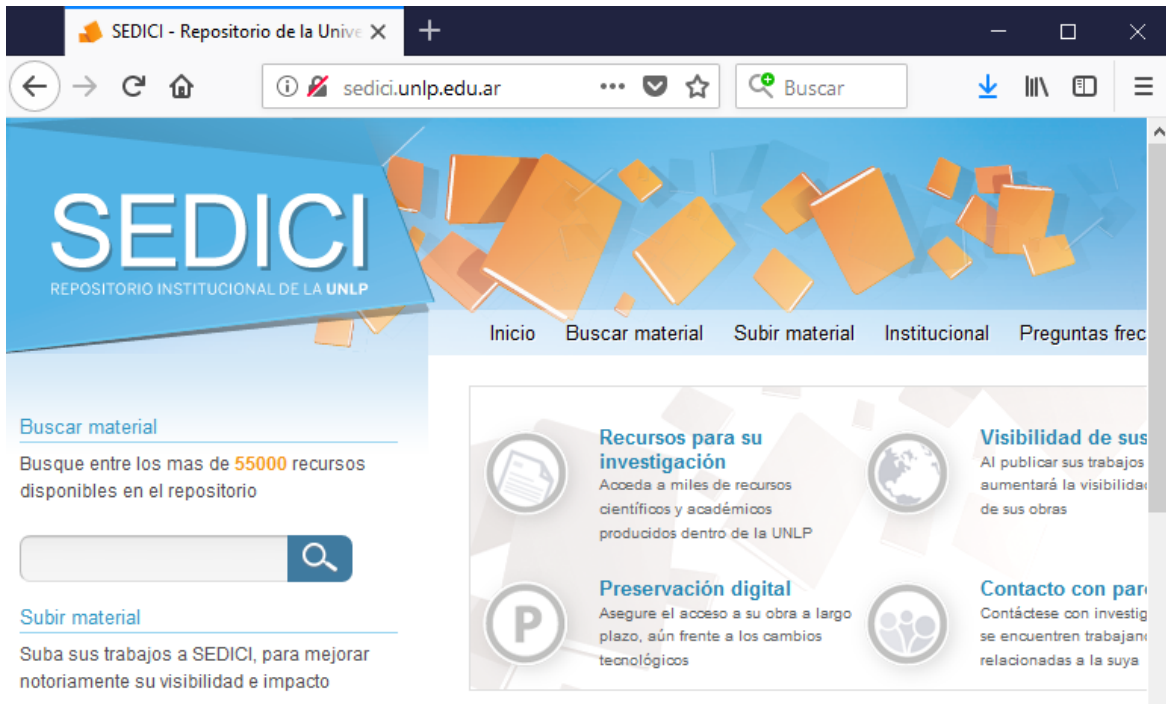 SEDICI - Repositorio de la Unive
sedici.unlp.edu.ar
Buscar
SEDICI
REPOSITORIO INSTITUCIONAL DE LA UNLP
Inicio Buscar material Subir material Institucional Preguntas frec
Buscar material
Busque entre los mas de 55000 recursos
disponibles en el repositorio
Subir material
Suba sus trabajos a SEDICI, para mejorar
notoriamente su visibilidad e impacto
Recursos para su
investigación
Acceda a miles de recursos
científicos y académicos
producidos dentro de la UNLP
Visibilidad de sus
Al publicar sus trabajos
aumentará la visibilidad
de sus obras
P
Preservación digital
Asegure el acceso a su obra a largo
plazo, aún frente a los cambios
tecnológicos
Contacto con pare
Contáctese con investig
se encuentren trabajand
relacionadas a la suya